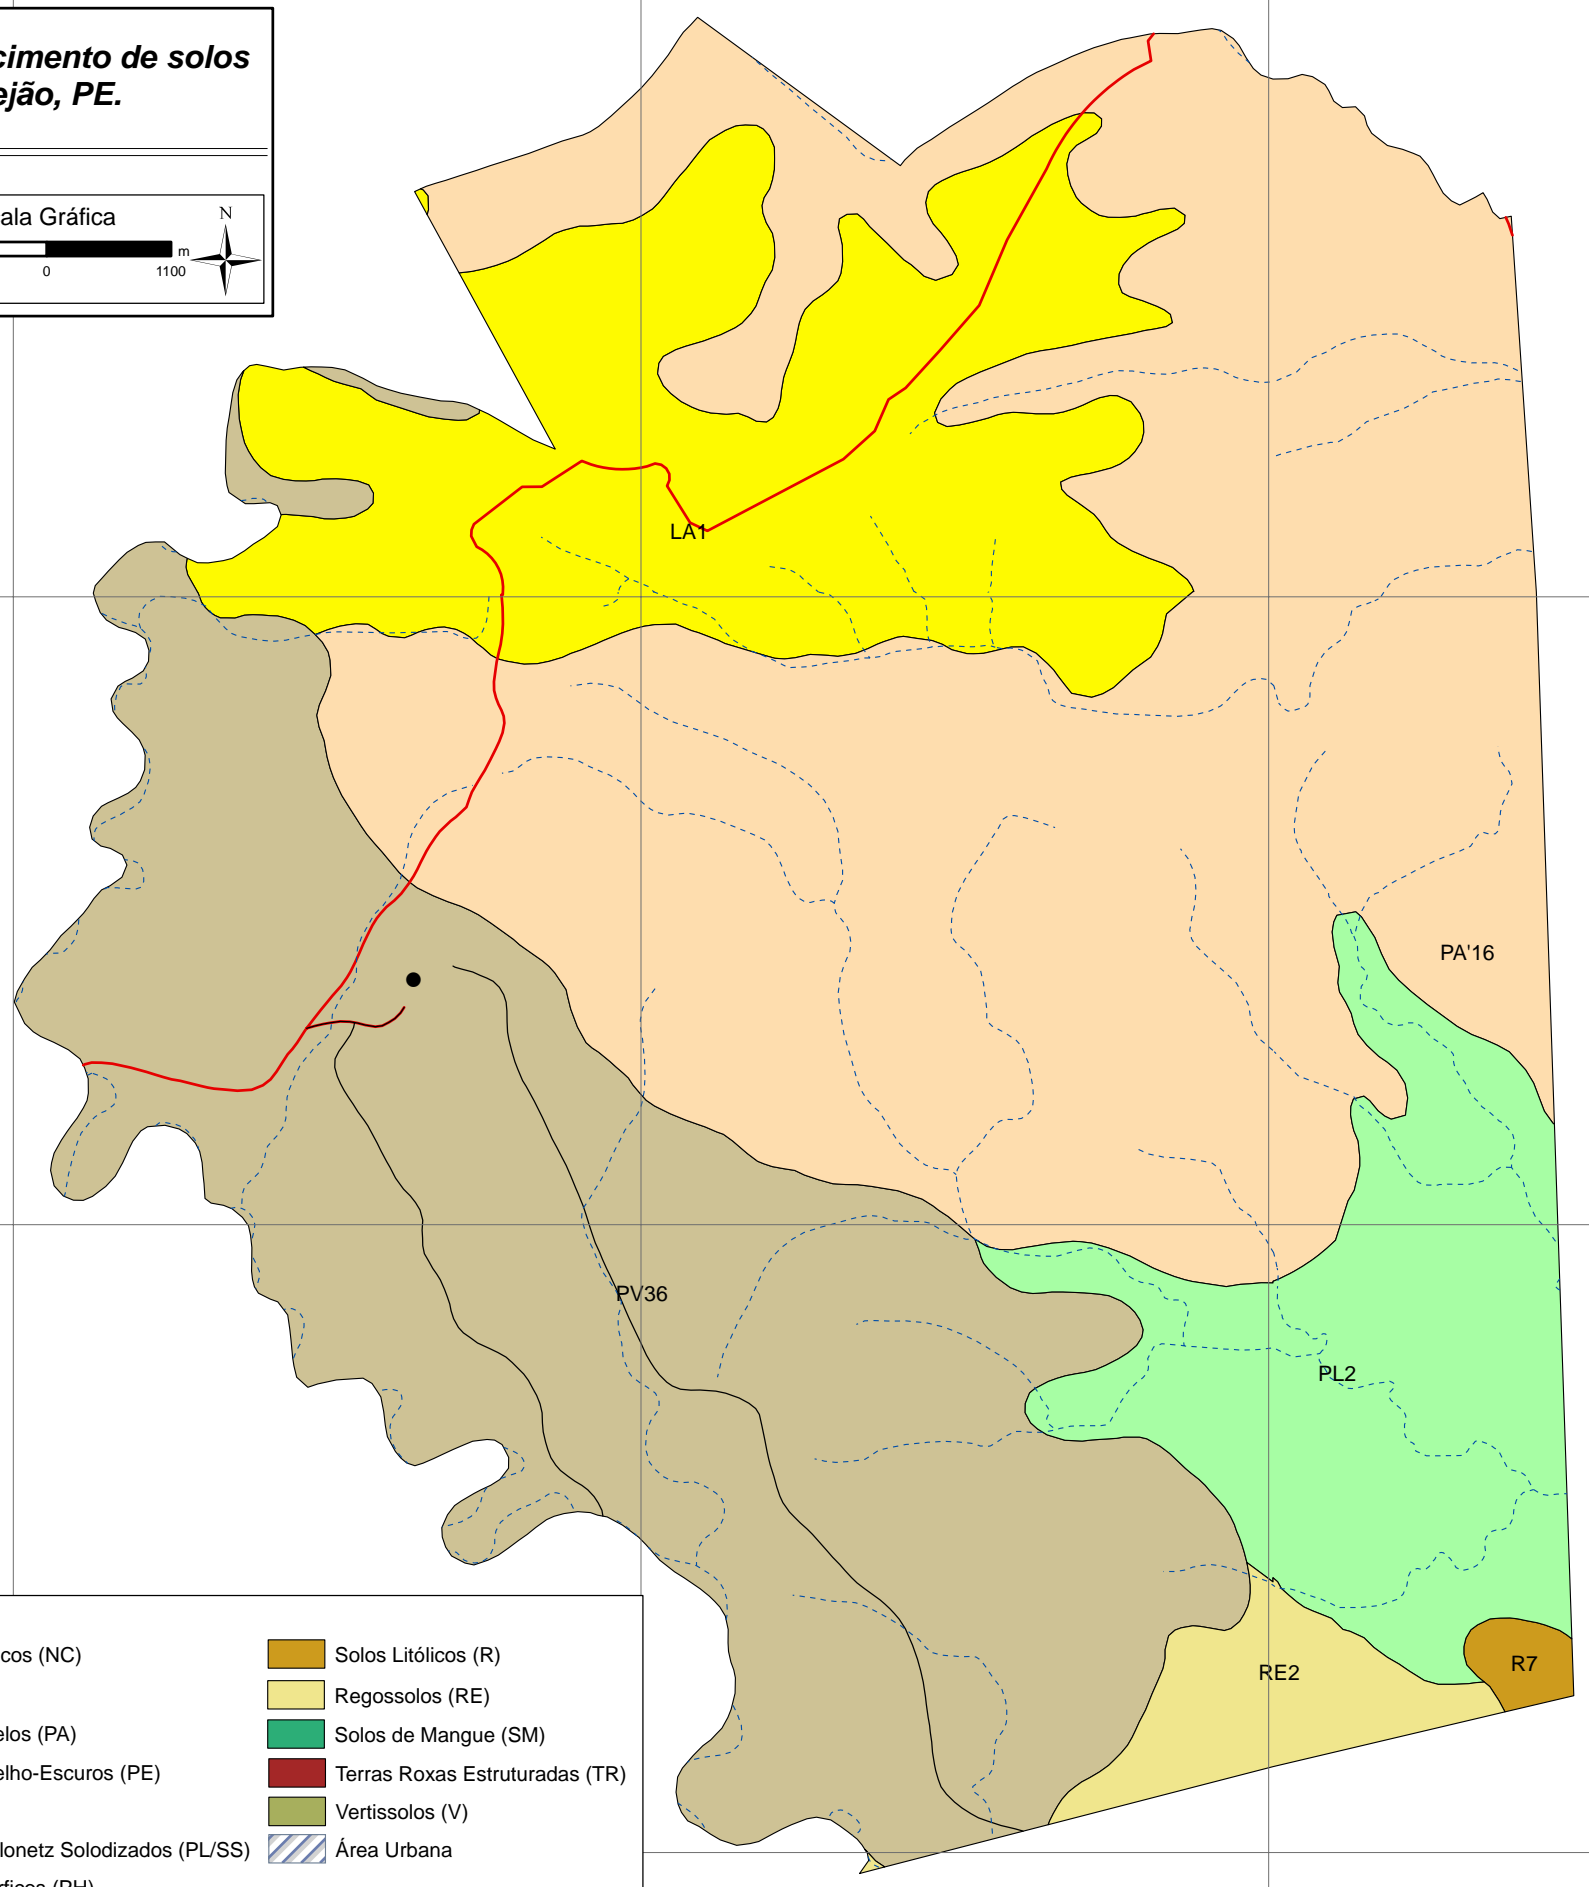 cimento de solos
ejão, PE.
ala Gráfica
N
m
0 1100
LA1
PA'16
PV36
PL2
RE2
R7
cos (NC)
elos (PA)
elho-Escuros (PE)
lonetz Solodizados (PL/SS)
rficos (PH)
Solos Litólicos (R)
Regossolos (RE)
Solos de Mangue (SM)
Terras Roxas Estruturadas (TR)
Vertissolos (V)
Área Urbana